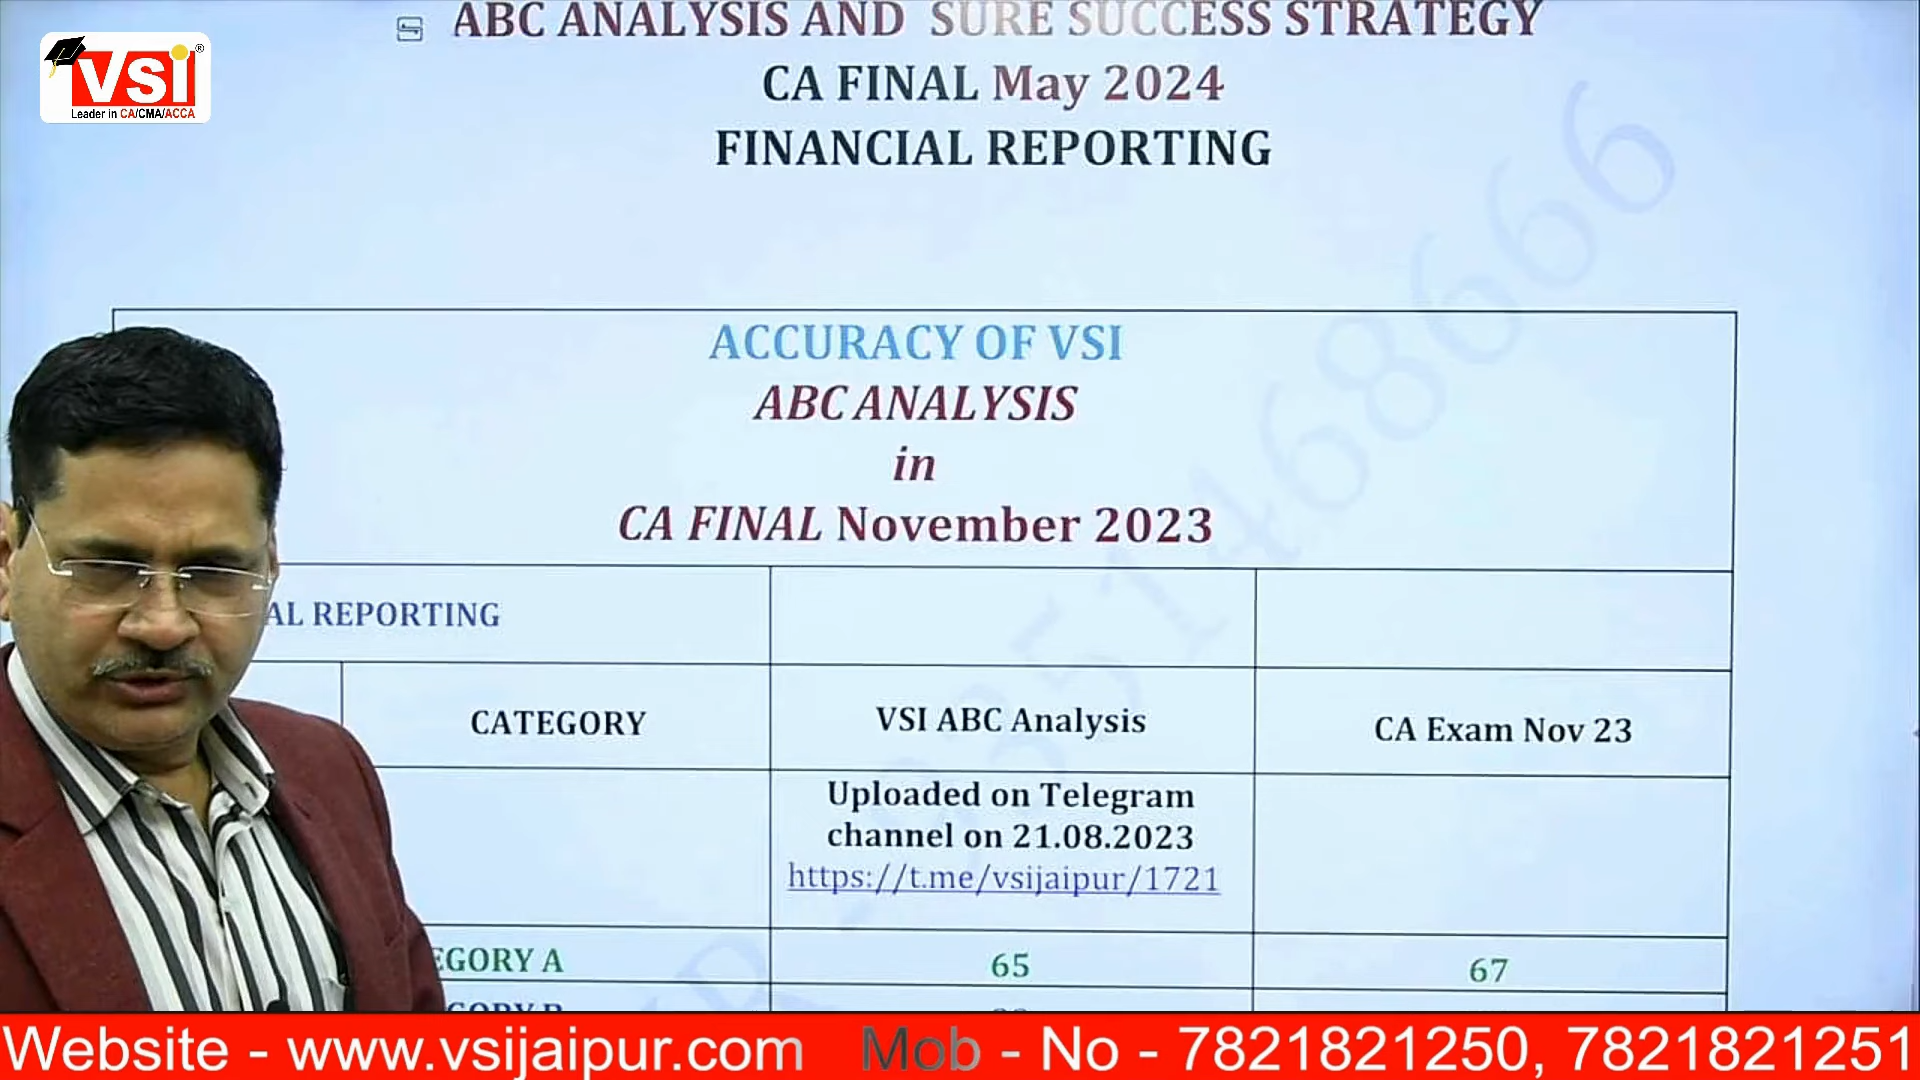 ABC ANALYSIS AND SURE SUCCESS STRATEGY
CA FINAL May 2024
FINANCIAL REPORTING
VSI®
Leader in CA/CMA/ACCA
ACCURACY OF VSI
ABC ANALYSIS
in
CA FINAL November 2023
AL REPORTING
CATEGORY
VSI ABC Analysis
CA Exam Nov 23
Uploaded on Telegram
channel on 21.08.2023
https://t.me/vsijaipur/1721
EGORY A
65
67
Website - www.vsijaipur.com Mob - No - 7821821250, 7821821251